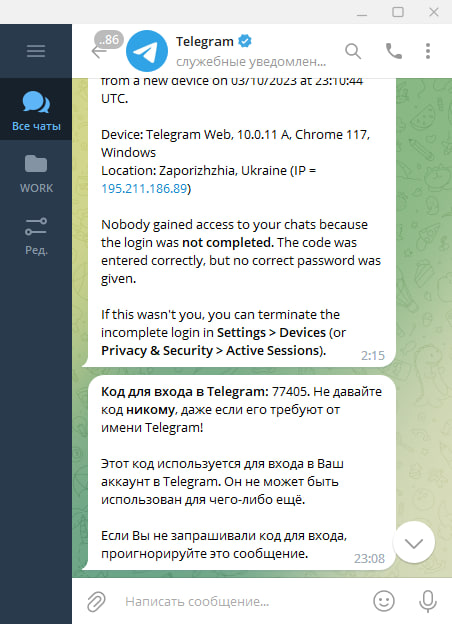 ..86
Telegram
служебные уведомлен...
Все чаты
WORK
Ред.
from a new device on 03/10/2023 at 23:10:44
UTC.
Device: Telegram Web, 10.0.11 A, Chrome 117,
Windows
Location: Zaporizhzhia, Ukraine (IP =
195.211.186.89)
Nobody gained access to your chats because
the login was not completed. The code was
entered correctly, but no correct password was
given.
If this wasn't you, you can terminate the
incomplete login in Settings > Devices (or
Privacy & Security > Active Sessions).
2:15
Код для входа в Telegram: 77405. Не давайте
код никому, даже если его требуют от
имени Telegram!
Этот код используется для входа в Ваш
аккаунт в Telegram. Он не может быть
использован для чего-либо ещё.
Если Вы не запрашивали код для входа,
проигнорируйте это сообщение.
23:08
Написать сообщение...